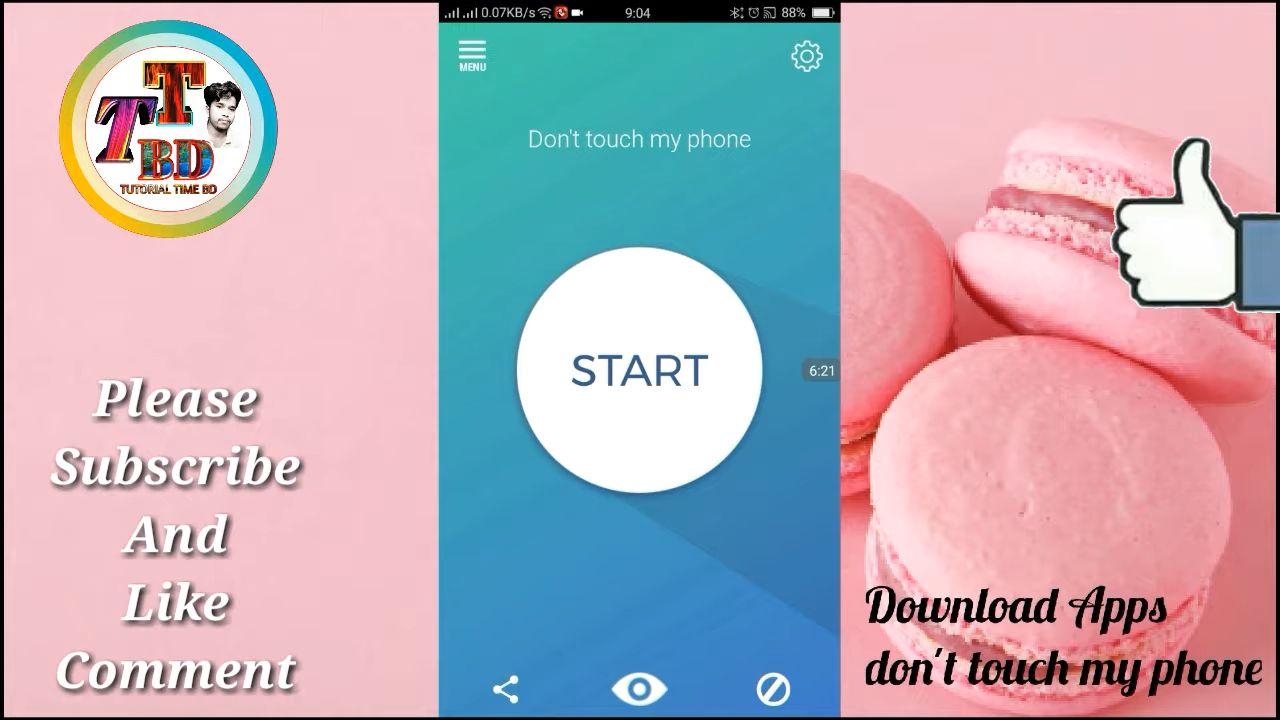 T
T
BD
TUTORIAL TIME BD
Please
Subscribe
And
Like
Comment
0.07KB/s
9:04
88%
MENU
Don't touch my phone
START
6:21
Download Apps
don't touch my phone